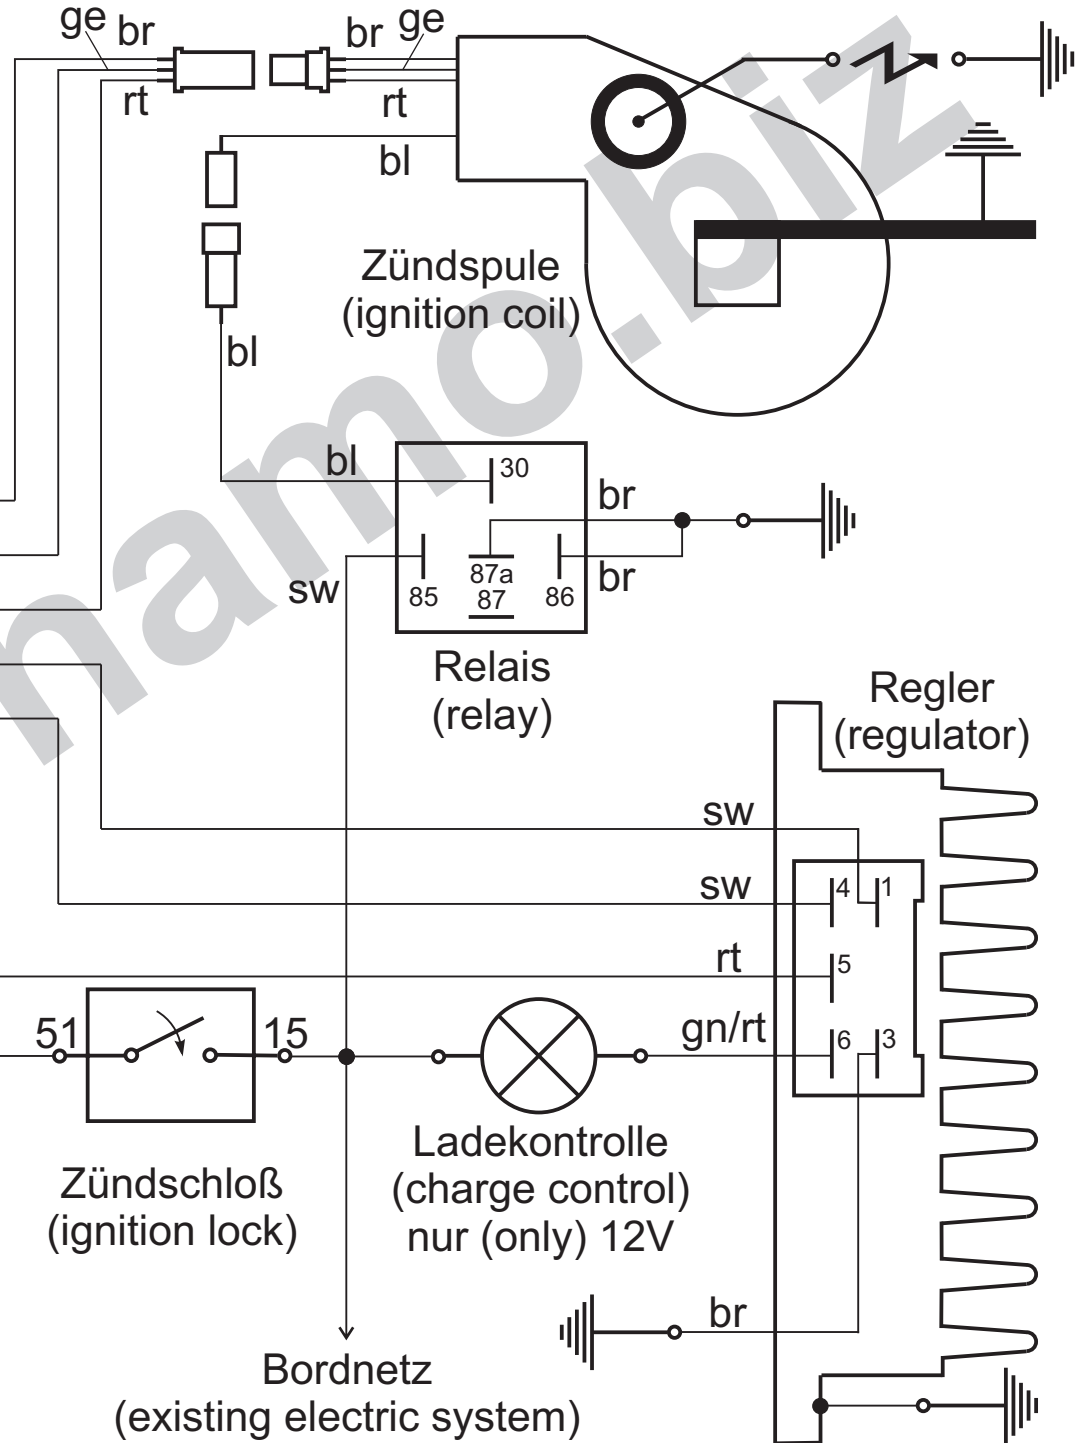 ge br
br ge
rt
rt
bl
Zündspule
(ignition coil)
bl
bl
30
br
sw
85
87a
87
86
br
Relais
(relay)
Regler
(regulator)
sw
sw
4 1
rt
5
51
15
gn/rt
6 3
Zündschloß
(ignition lock)
Ladekontrolle
(charge control)
nur (only) 12V
br
Bordnetz
(existing electric system)
namo.biz